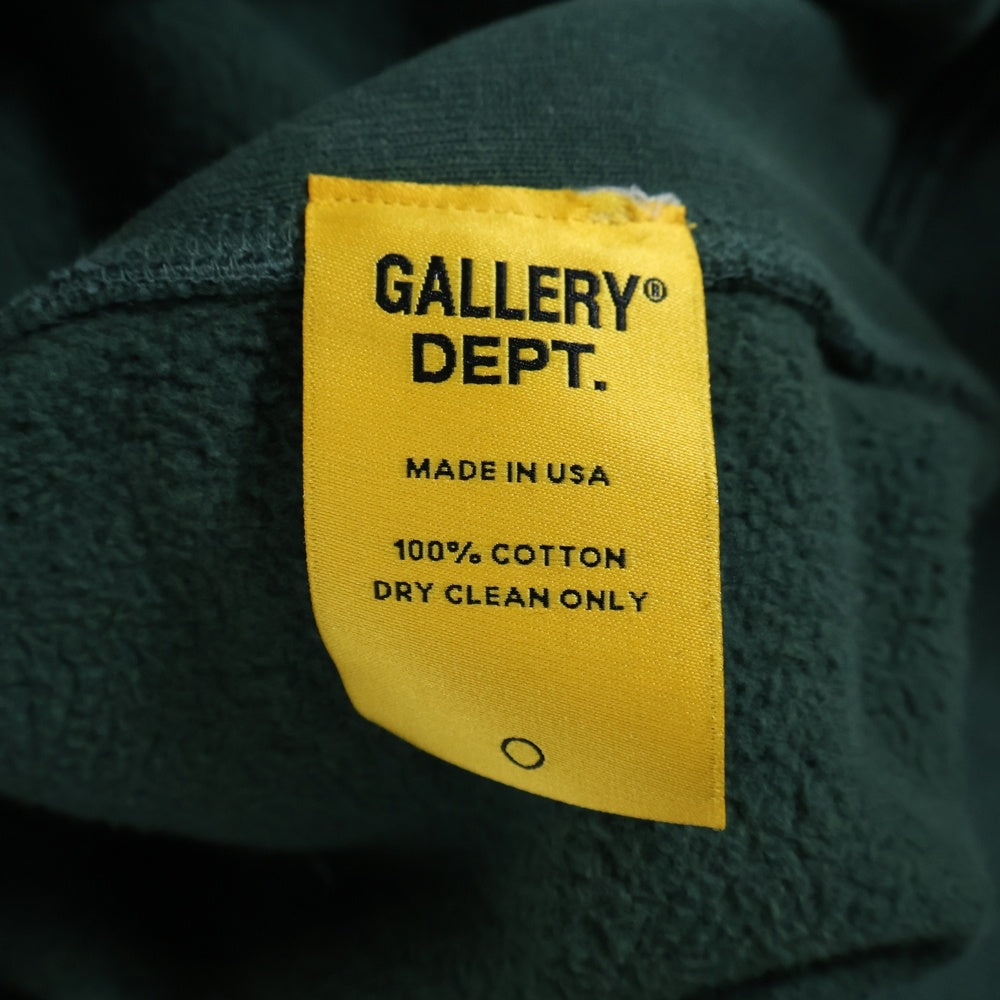 GALLERY®
DEPT.
MADE IN USA
100% COTTON
DRY CLEAN ONLY